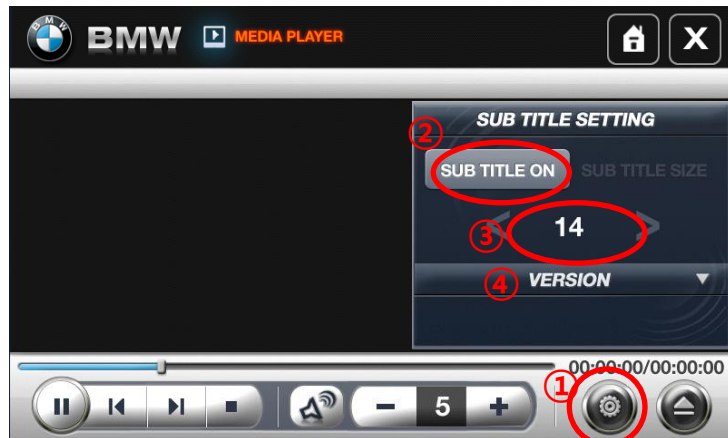 BMW BMW MEDIA PLAYER X
SUB TITLE SETTING
②
SUB TITLE ON SUB TITLE SIZE
③ < 14 >
④ VERSION
00:00:00/00:00:00
①
5